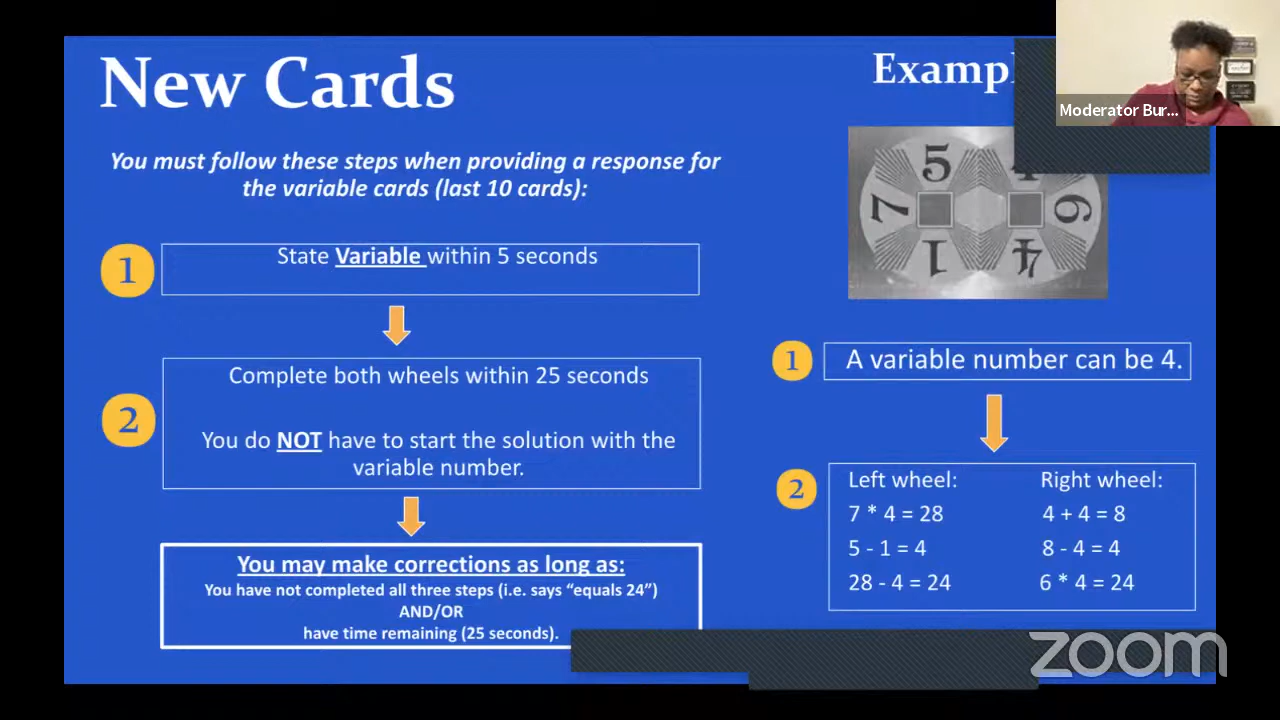 New Cards
You must follow these steps when providing a response for
the variable cards (last 10 cards):
1
State Variable within 5 seconds
2
Complete both wheels within 25 seconds
You do NOT have to start the solution with the
variable number.
You may make corrections as long as:
You have not completed all three steps (i.e. says “equals 24”)
AND/OR
have time remaining (25 seconds).
Moderator Bur...
5
7
6
1
4
1
A variable number can be 4.
2
Left wheel: Right wheel:
7 * 4 = 28 4 + 4 = 8
5 - 1 = 4 8 - 4 = 4
28 - 4 = 24 6 * 4 = 24
zoom